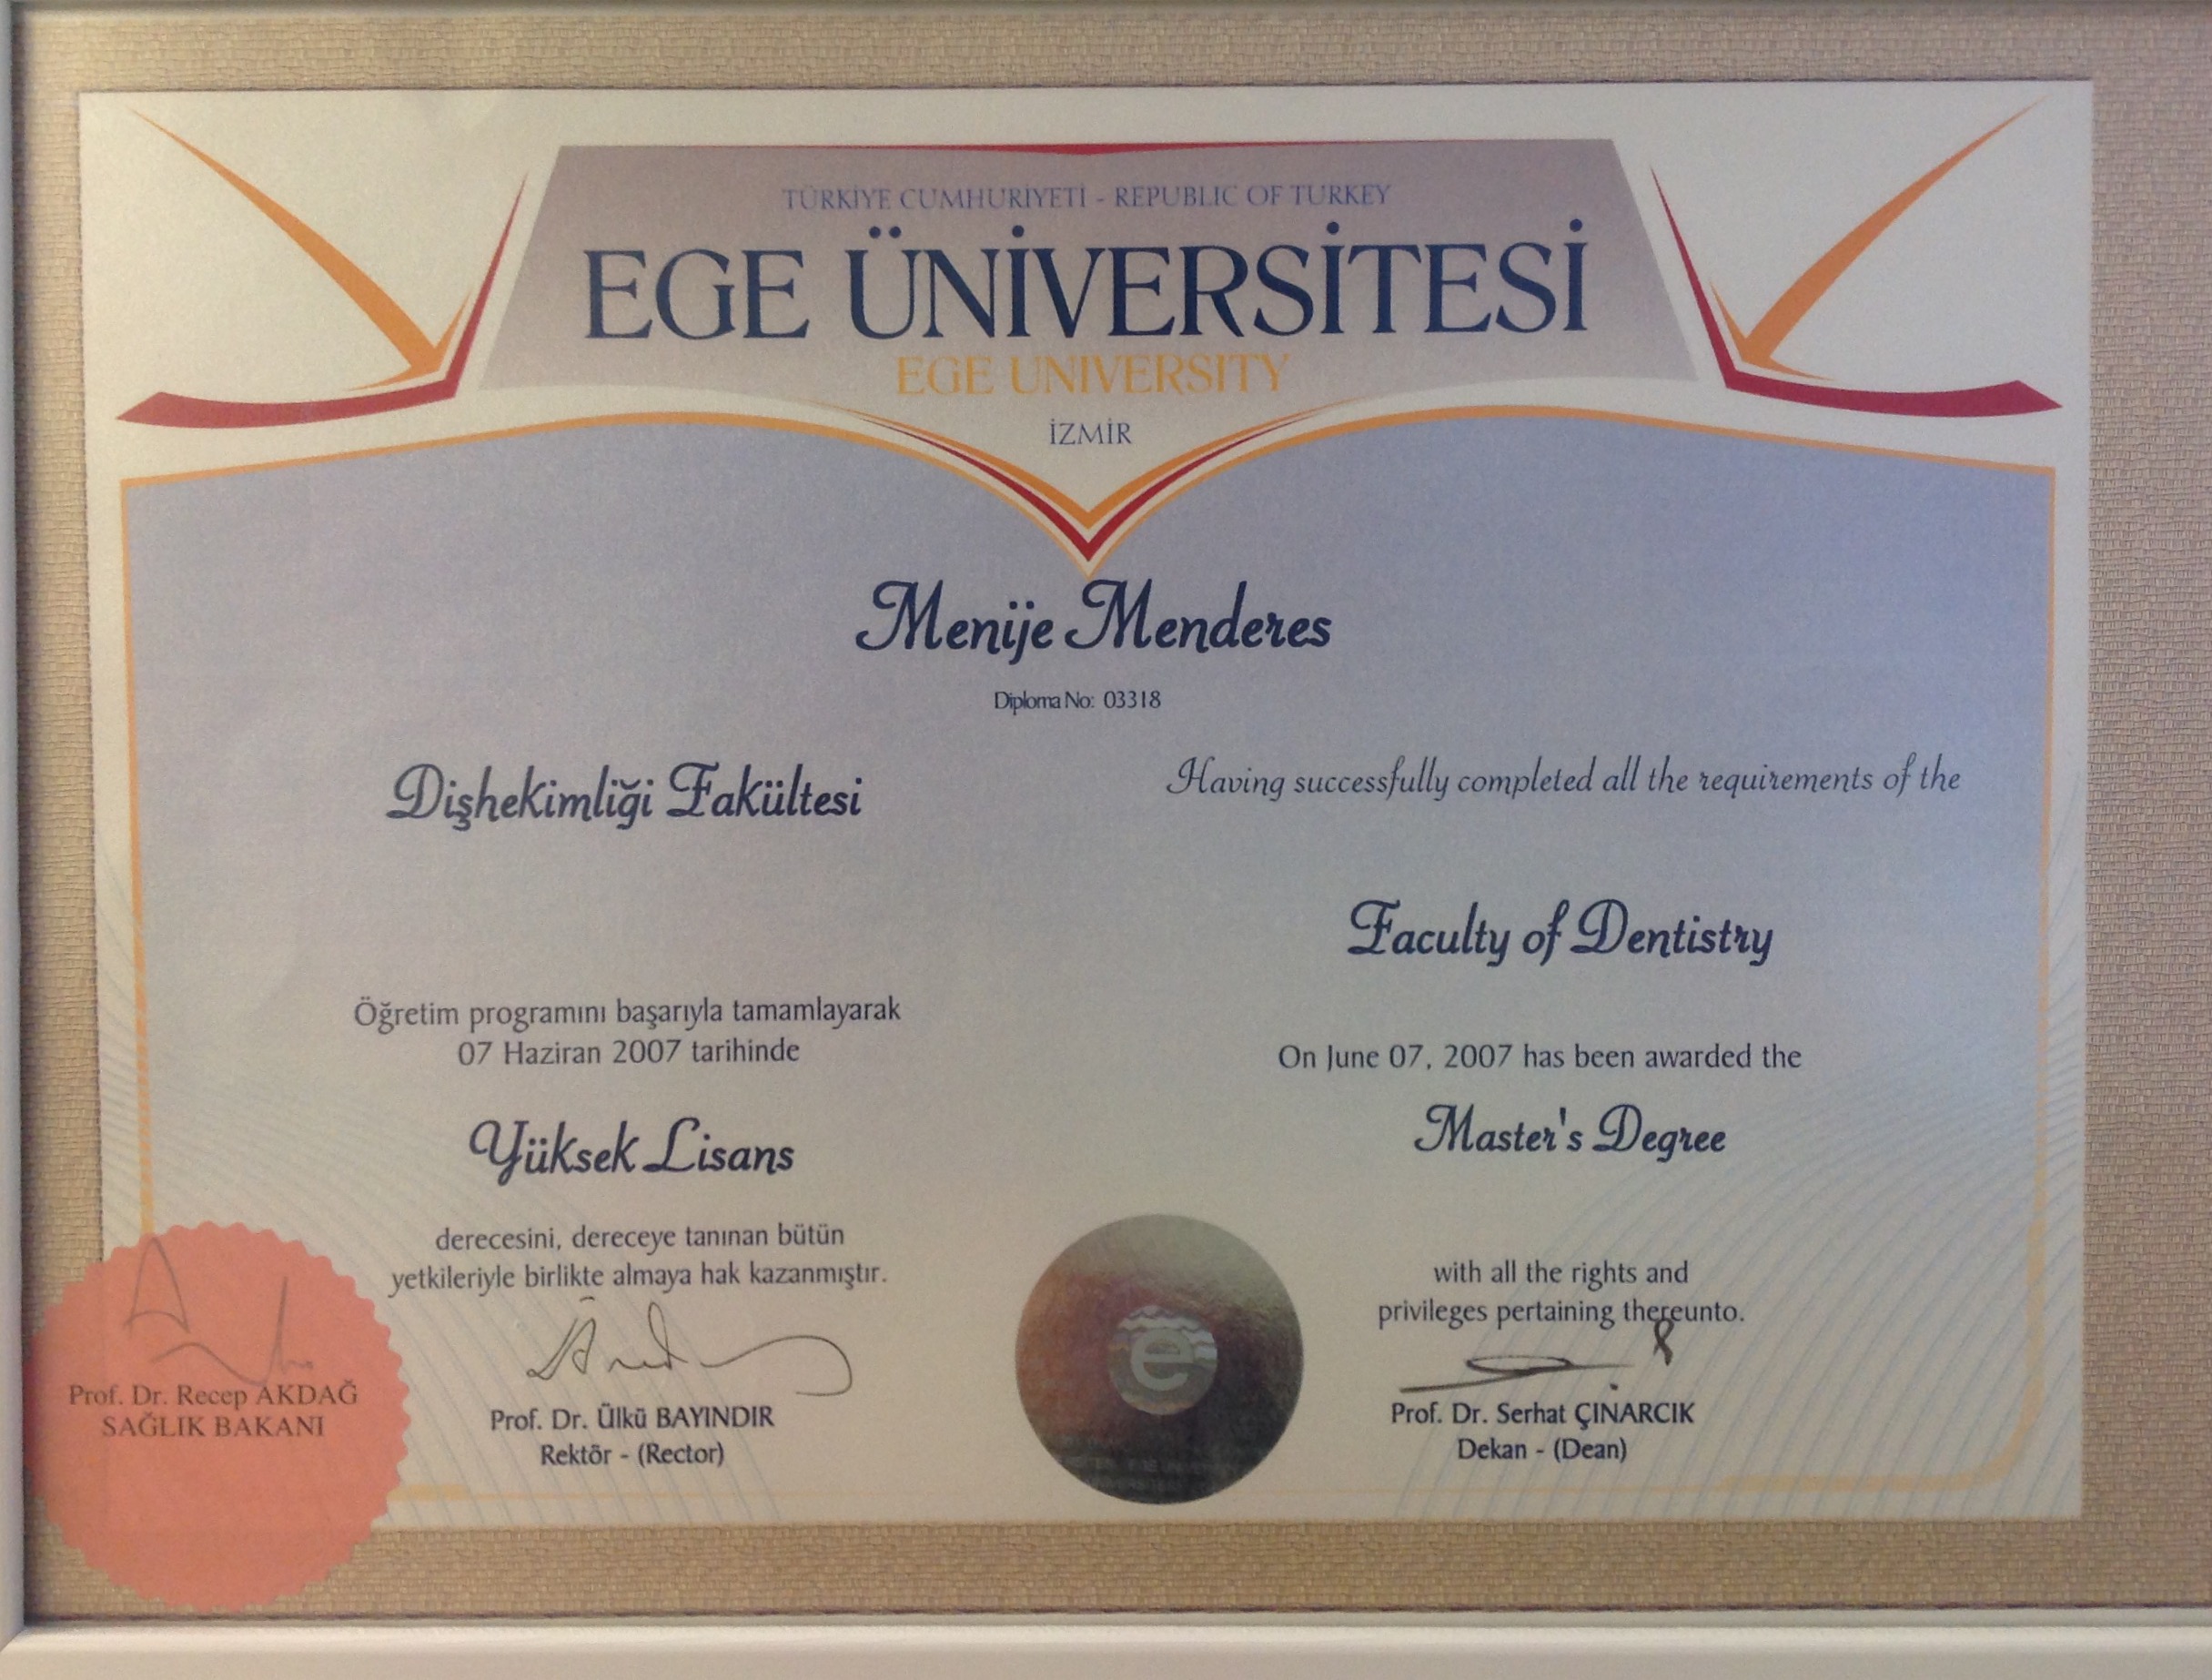 TÜRKİYE CUMHURİYETİ - REPUBLIC OF TURKEY
EGE ÜNİVERSİTESİ
EGE UNIVERSITY
İZMİR
Menije Menderes
Diploma No: 03318
Dişhekimliği Fakültesi
Öğretim programını başarıyla tamamlayarak
07 Haziran 2007 tarihinde
Yüksek Lisans
derecesini, dereceye tanınan bütün
yetkileriyle birlikte almaya hak kazanmıştır.
Prof. Dr. Ülkü BAYINDIR
Rektör - (Rector)
Having successfully completed all the requirements of the
Faculty of Dentistry
On June 07, 2007 has been awarded the
Master's Degree
with all the rights and
privileges pertaining thereunto.
Prof. Dr. Serhat ÇINARCIK
Dekan - (Dean)
Prof. Dr. Recep AKDAĞ
SAĞLIK BAKANI
e